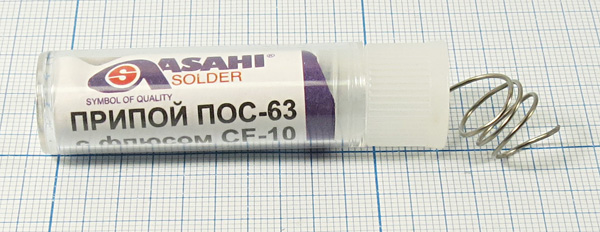 ASAHI®
SOLDER
SYMBOL OF QUALITY
ПРИПОЙ ПОС-63
с флюсом CF-10